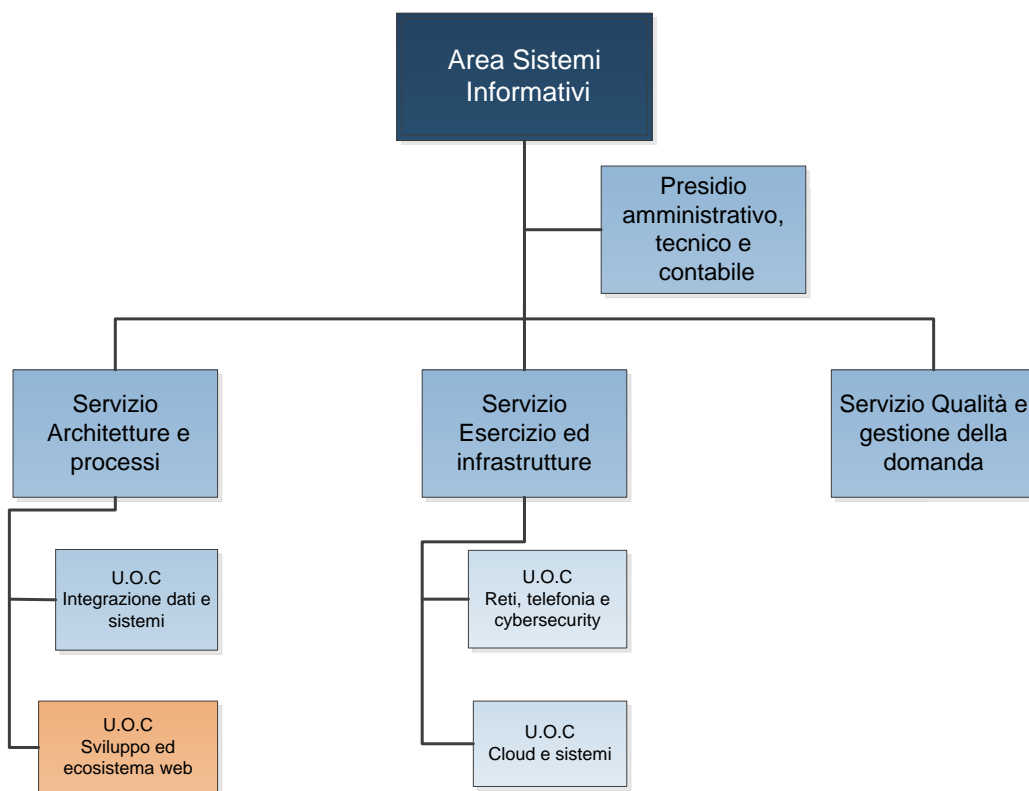 Area Sistemi
Informativi
Presidio
amministrativo,
tecnico e
contabile
Servizio
Architetture e
processi
Servizio
Esercizio ed
infrastrutture
Servizio Qualità e
gestione della
domanda
U.O.C
Integrazione dati e
sistemi
U.O.C
Reti, telefonia e
cybersecurity
U.O.C
Sviluppo ed
ecosistema web
U.O.C
Cloud e sistemi